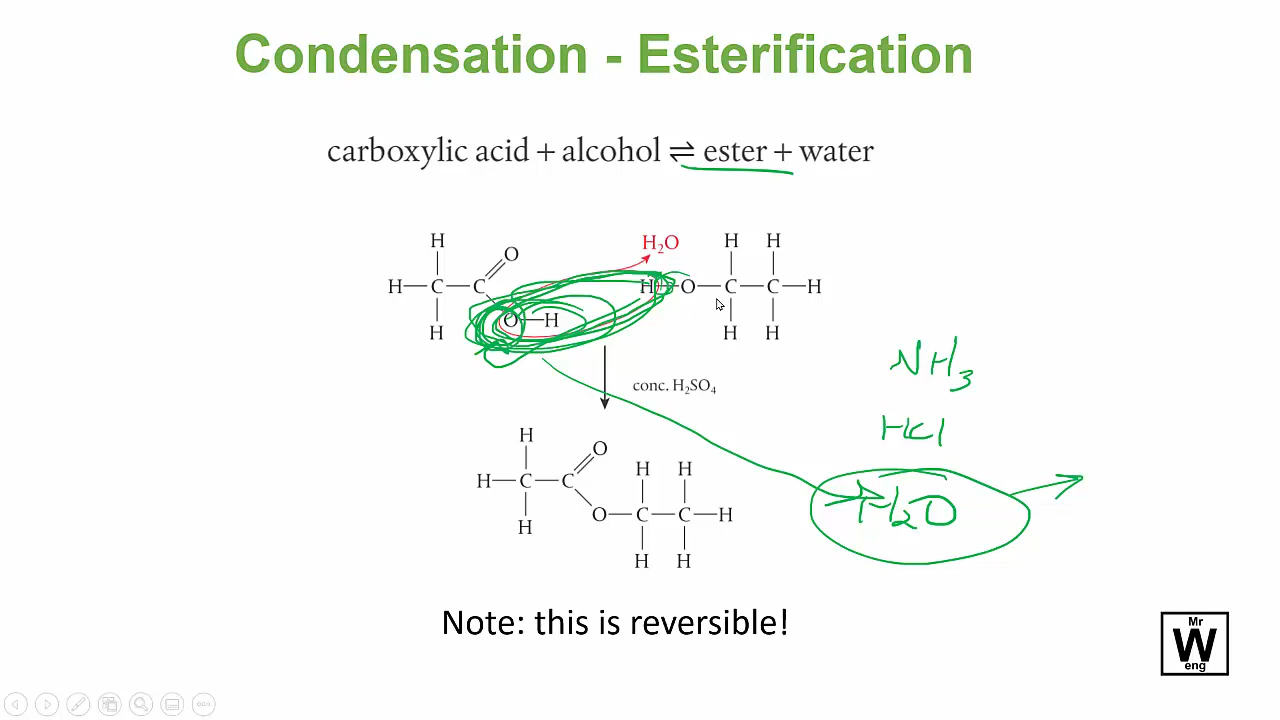 Condensation - Esterification
carboxylic acid + alcohol ⇌ ester + water
H H₂O H H
O
H C C H O C C H
H O H H H
conc. H₂SO₄
NH₃
HCl
H₂O
H
O H H
H C C
H O C C H
H H
Note: this is reversible!
Mr
W
eng